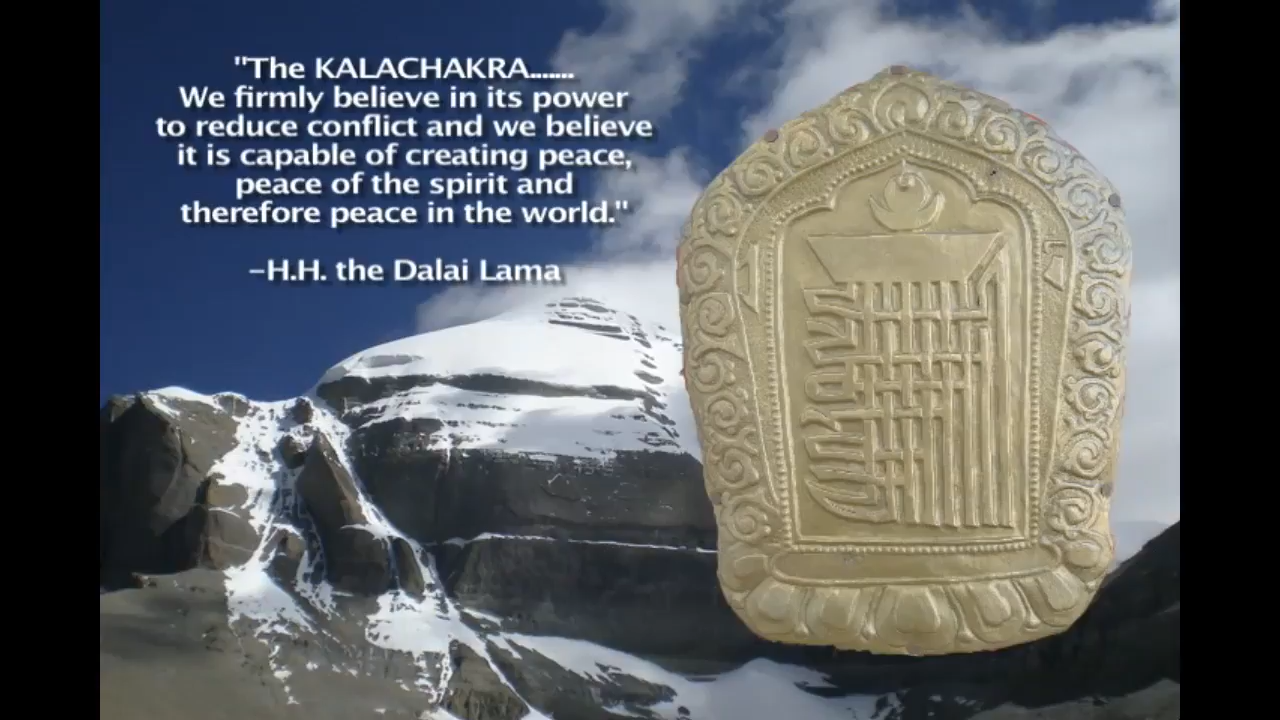 "The KALACHAKRA.......
We firmly believe in its power
to reduce conflict and we believe
it is capable of creating peace,
peace of the spirit and
therefore peace in the world."
–H.H. the Dalai Lama